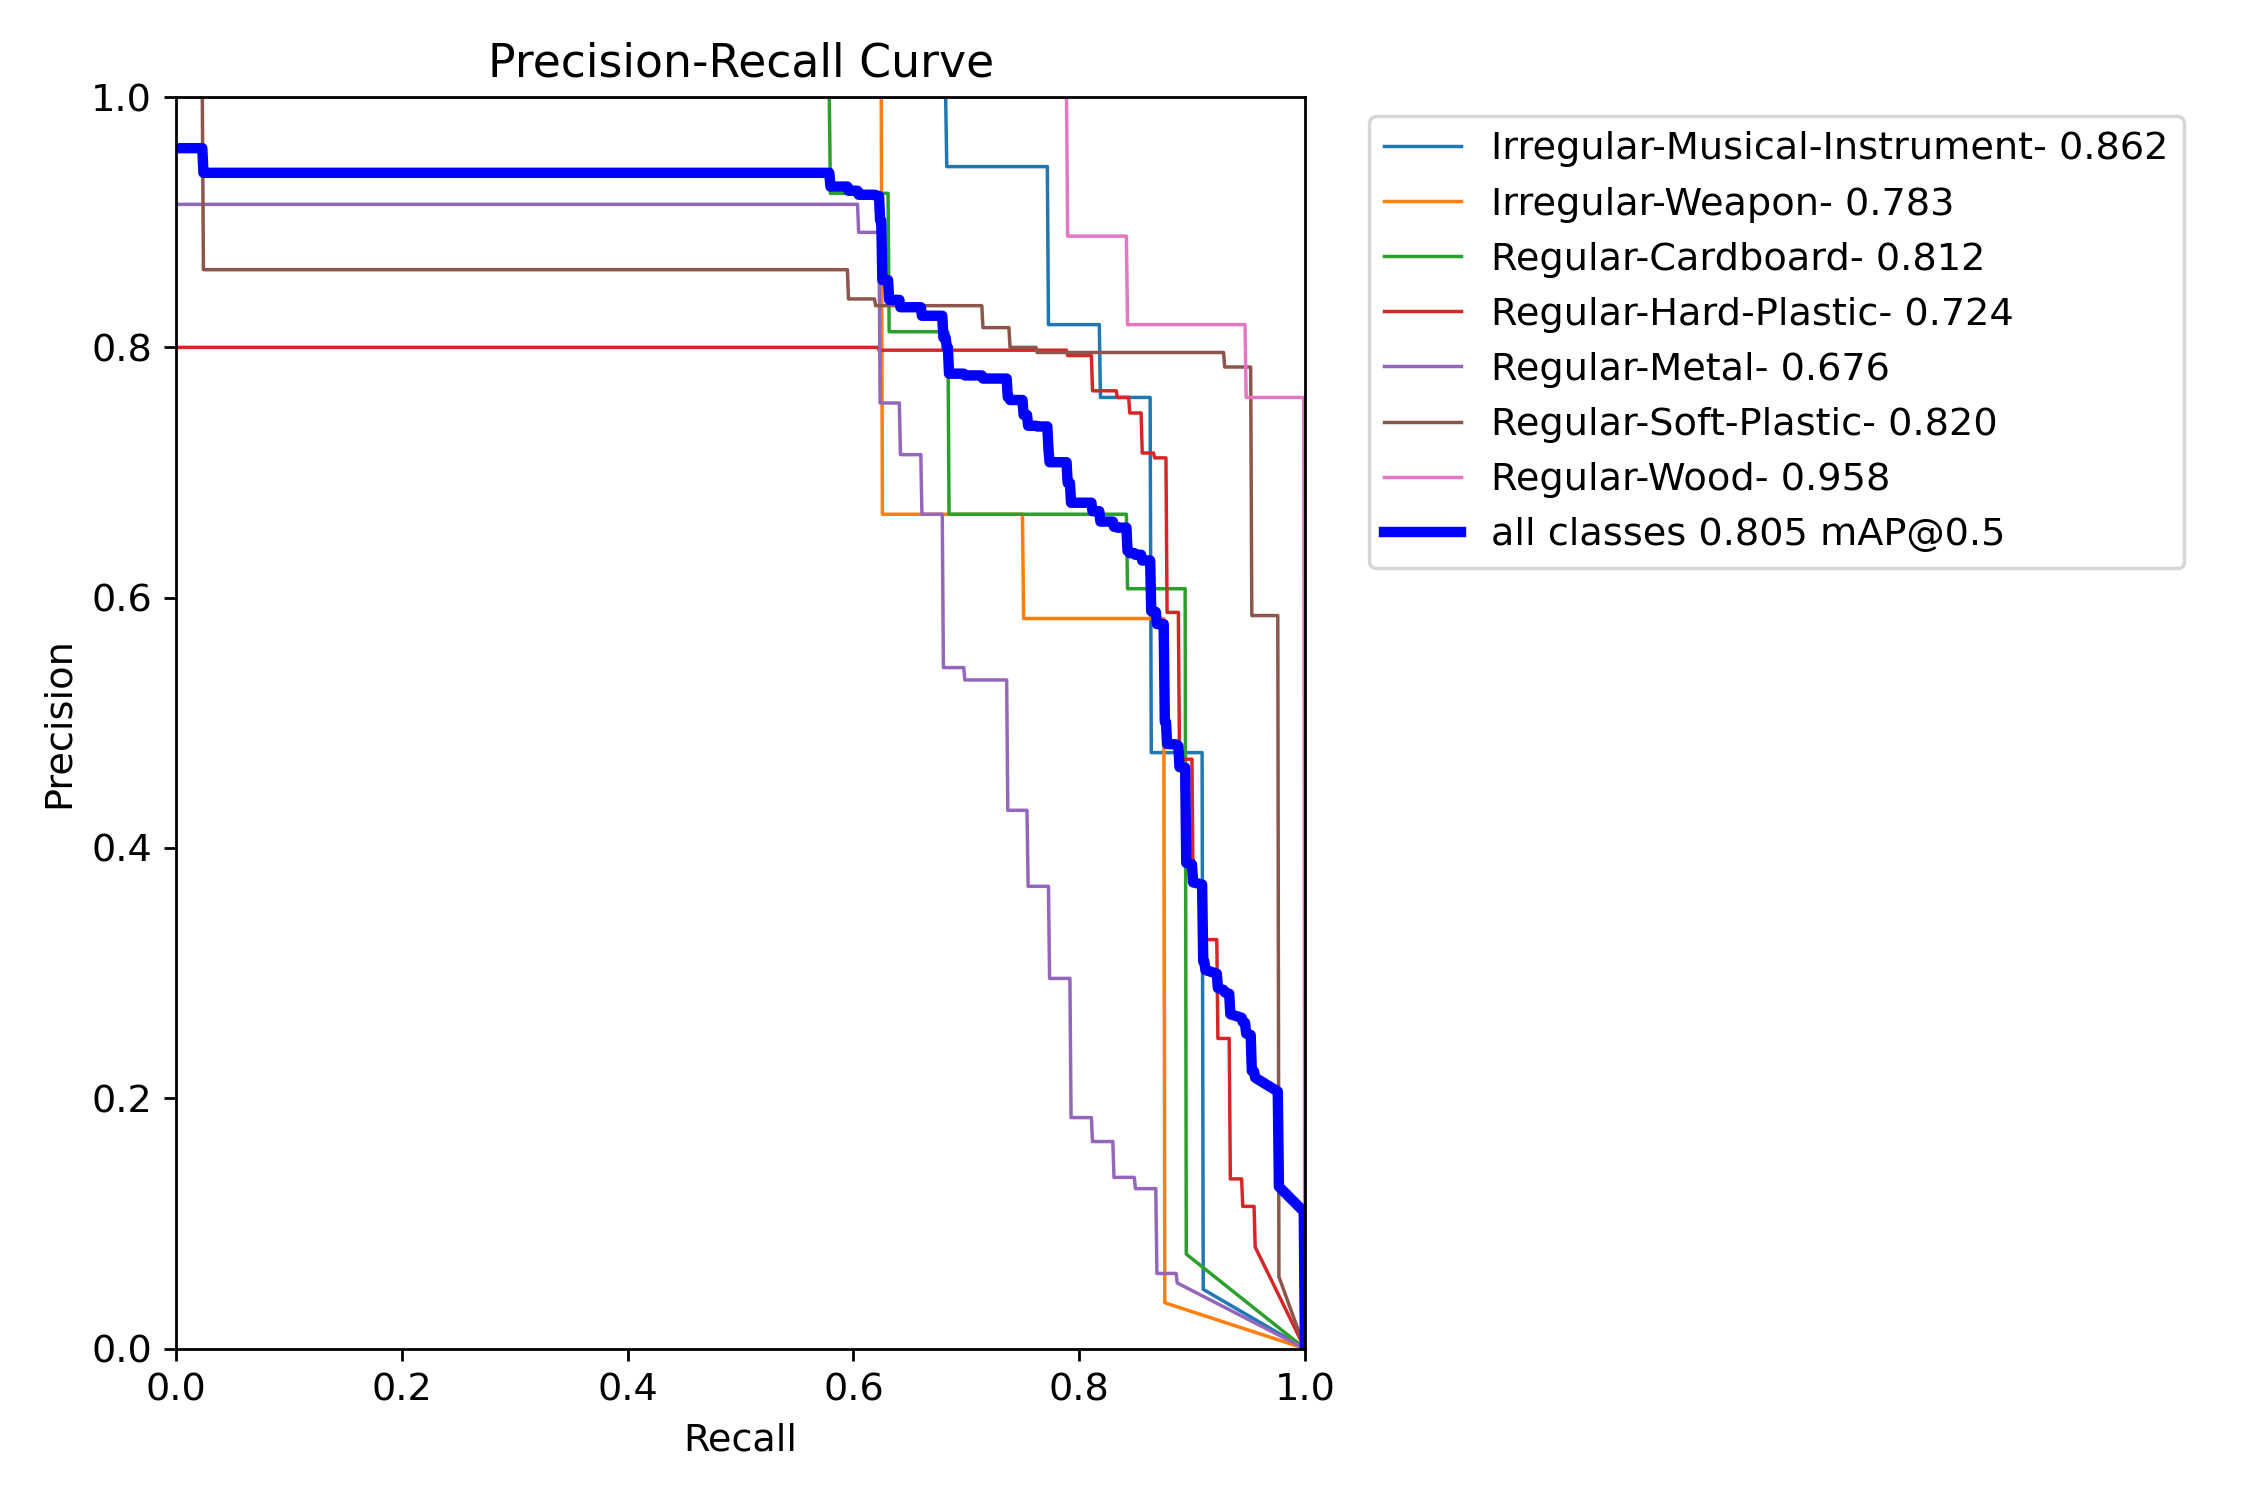 Precision-Recall Curve
1.0
0.8
0.6
0.4
0.2
0.0
Precision
0.0 0.2 0.4 0.6 0.8 1.0
Recall
Irregular-Musical-Instrument- 0.862
Irregular-Weapon- 0.783
Regular-Cardboard- 0.812
Regular-Hard-Plastic- 0.724
Regular-Metal- 0.676
Regular-Soft-Plastic- 0.820
Regular-Wood- 0.958
all classes 0.805 mAP@0.5